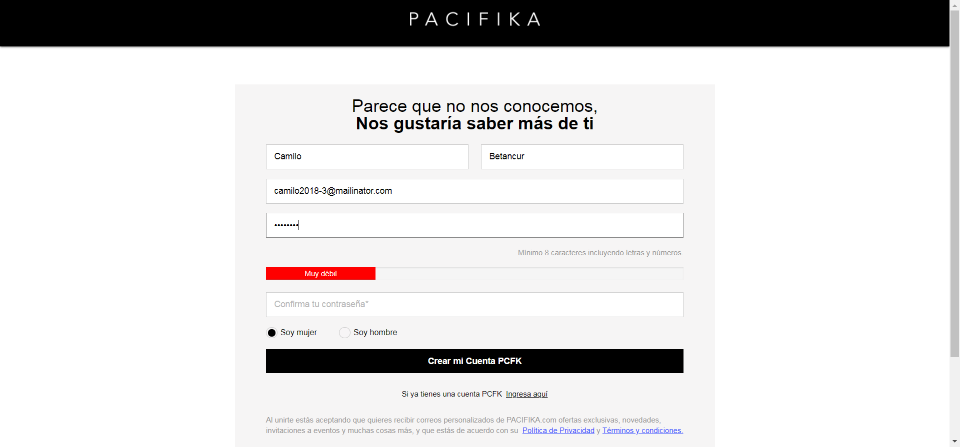 PACIFIKA
Parece que no nos conocemos,
Nos gustaría saber más de ti
Camilo
Betancur
camilo2018-3@mailinator.com
••••••••
Mínimo 8 caracteres incluyendo letras y números
Muy débil
Confirma tu contraseña*
Soy mujer
Soy hombre
Crear mi Cuenta PCFK
Si ya tienes una cuenta PCFK Ingresa aquí
Al unirte estás aceptando que quieres recibir correos personalizados de PACIFIKA.com ofertas exclusivas, novedades,
invitaciones a eventos y muchas cosas más, y que estás de acuerdo con su Política de Privacidad y Términos y condiciones.